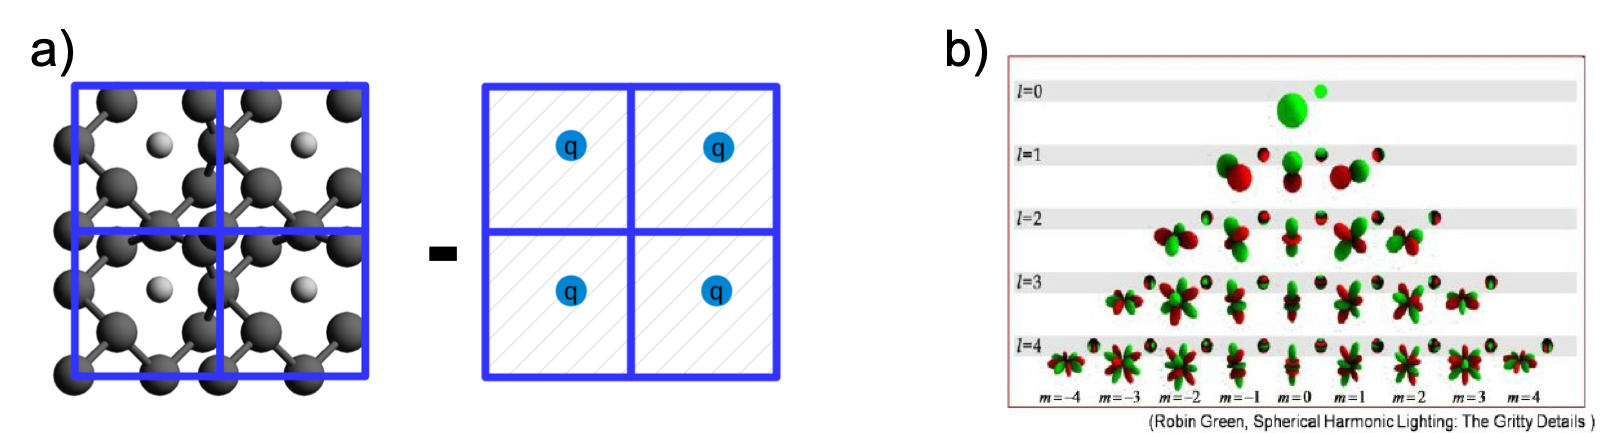 a)
q q
q q
b)
l=0
l=1
l=2
l=3
l=4
m=-4 m=-3 m=-2 m=-1 m=0 m=1 m=2 m=3 m=4
(Robin Green, Spherical Harmonic Lighting: The Gritty Details )